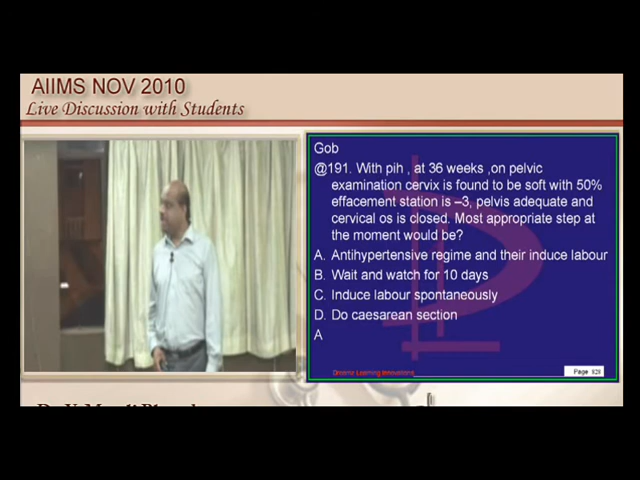 AIIMS NOV 2010
Live Discussion with Students
Gob
@191. With pih , at 36 weeks ,on pelvic
examination cervix is found to be soft with 50%
effacement station is –3, pelvis adequate and
cervical os is closed. Most appropriate step at
the moment would be?
A. Antihypertensive regime and their induce labour
B. Wait and watch for 10 days
C. Induce labour spontaneously
D. Do caesarean section
A
Learning Innovations
Page 828